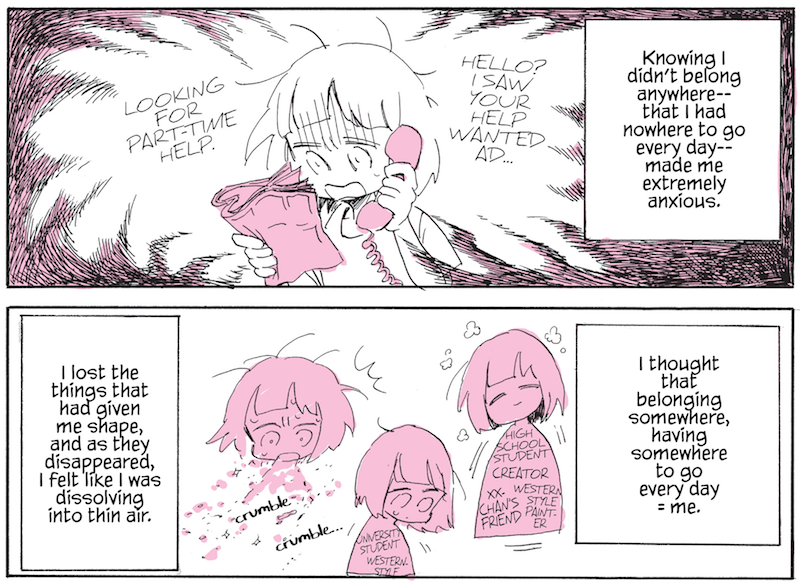 Knowing I
didn't belong
anywhere--
that I had
nowhere to go
every day--
made me
extremely
anxious.
HELLO?
I SAW
YOUR
HELP
WANTED
AD...
LOOKING
FOR
PART-TIME
HELP.
I thought
that
belonging
somewhere,
having
somewhere
to go
every day
= me.
HIGH
SCHOOL
STUDENT
CREATOR
WESTERN
STYLE
PAINT-
ER
XX-
CHAN'S
FRIEND
UNIVERSITY
STUDENT
WESTERN-
STYLE
crumble
crumble...
I lost the
things that
had given
me shape,
and as they
disappeared,
I felt like I was
dissolving
into thin air.